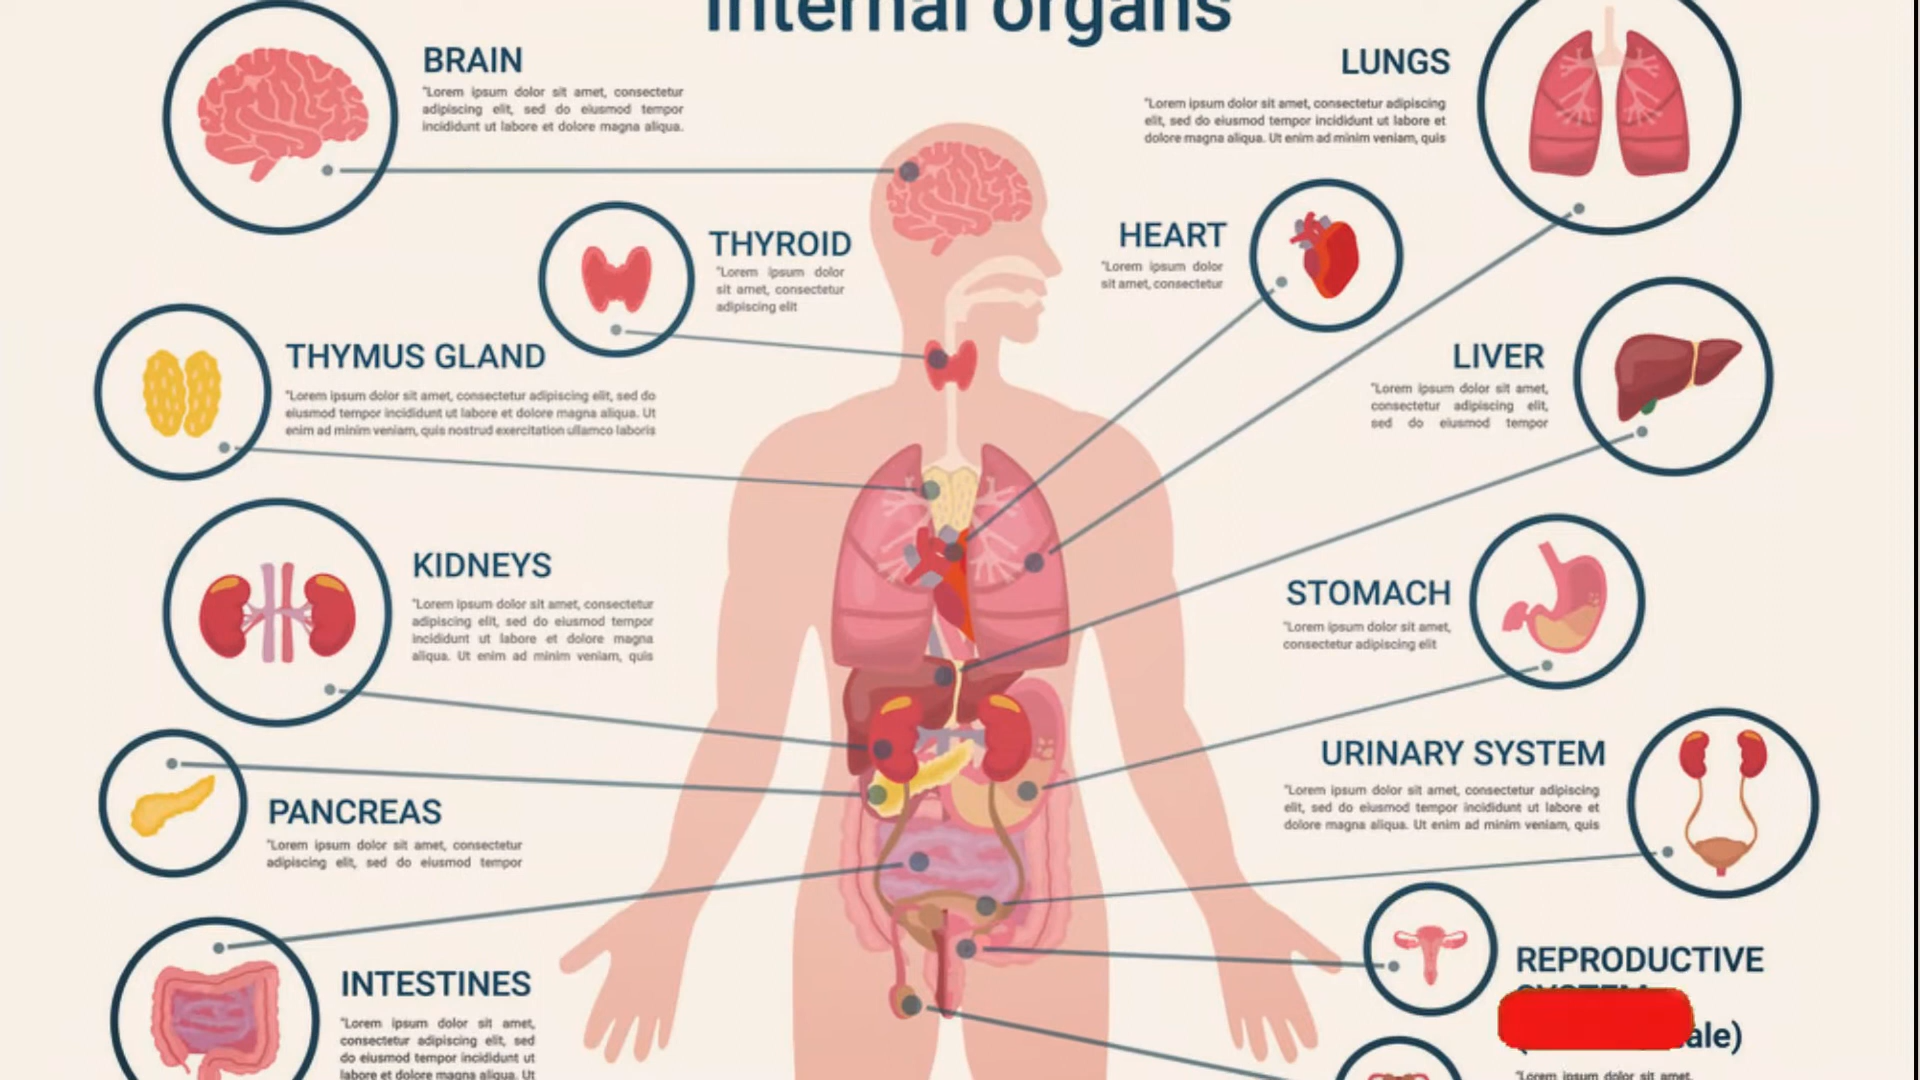 Internal organs
BRAIN
"Lorem ipsum dolor sit amet, consectetur
adipiscing elit, sed do eiusmod tempor
incididunt ut labore et dolore magna aliqua.
LUNGS
"Lorem ipsum dolor sit amet, consectetur adipiscing
elit, sed do eiusmod tempor incididunt ut labore et
dolore magna aliqua. Ut enim ad minim veniam, quis
THYROID
"Lorem ipsum dolor
sit amet, consectetur
adipiscing elit
HEART
"Lorem ipsum dolor
sit amet, consectetur
THYMUS GLAND
"Lorem ipsum dolor sit amet, consectetur adipiscing elit, sed do
eiusmod tempor incididunt ut labore et dolore magna aliqua. Ut
enim ad minim veniam, quis nostrud exercitation ullamco laboris
LIVER
"Lorem ipsum dolor sit amet,
consectetur adipiscing elit,
sed do eiusmod tempor
KIDNEYS
"Lorem ipsum dolor sit amet, consectetur
adipiscing elit, sed do eiusmod tempor
incididunt ut labore et dolore magna
aliqua. Ut enim ad minim veniam, quis
STOMACH
"Lorem ipsum dolor sit amet,
consectetur adipiscing elit
PANCREAS
"Lorem ipsum dolor sit amet, consectetur
adipiscing elit, sed do eiusmod tempor
URINARY SYSTEM
"Lorem ipsum dolor sit amet, consectetur adipiscing
elit, sed do eiusmod tempor incididunt ut labore et
dolore magna aliqua. Ut enim ad minim veniam, quis
INTESTINES
"Lorem ipsum dolor sit amet,
consectetur adipiscing elit, sed
do eiusmod tempor incididunt ut
labore et dolore magna aliqua. Ut
REPRODUCTIVE
SYSTEM
ale)
"Lorem ipsum dolor sit amet,